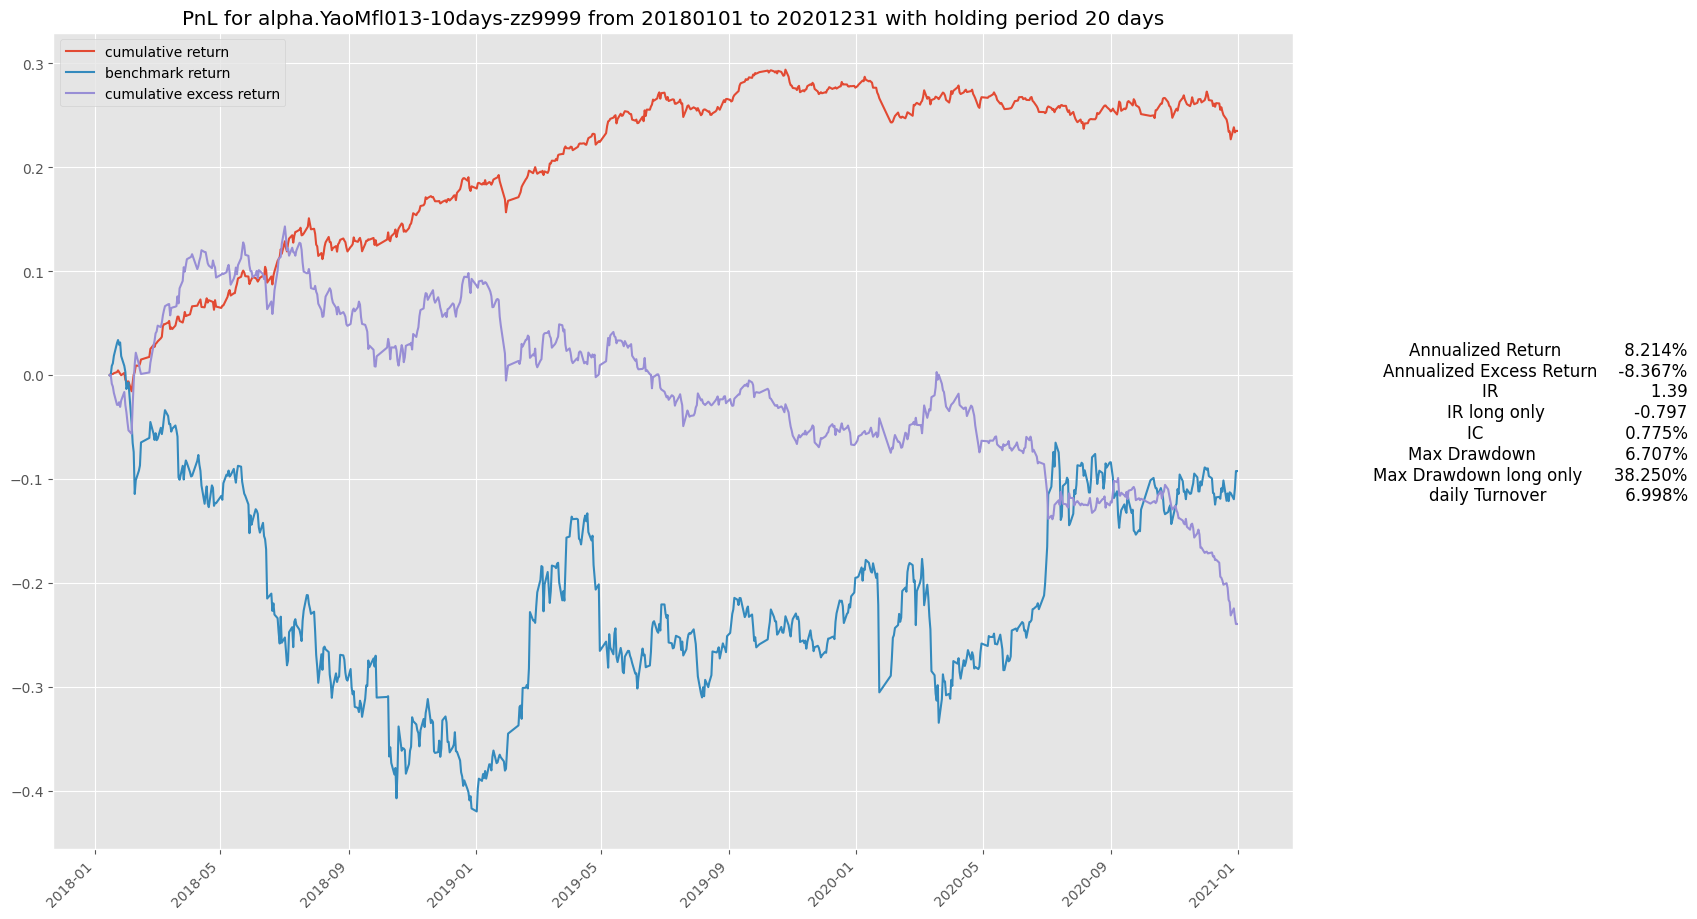 PnL for alpha.YaoMfl013-10days-zz9999 from 20180101 to 20201231 with holding period 20 days
cumulative return
benchmark return
cumulative excess return
0.3
0.2
0.1
0.0
−0.1
−0.2
−0.3
−0.4
2018-01
2018-05
2018-09
2019-01
2019-05
2019-09
2020-01
2020-05
2020-09
2021-01
Annualized Return 8.214%
Annualized Excess Return -8.367%
IR 1.39
IR long only -0.797
IC 0.775%
Max Drawdown 6.707%
Max Drawdown long only 38.250%
daily Turnover 6.998%